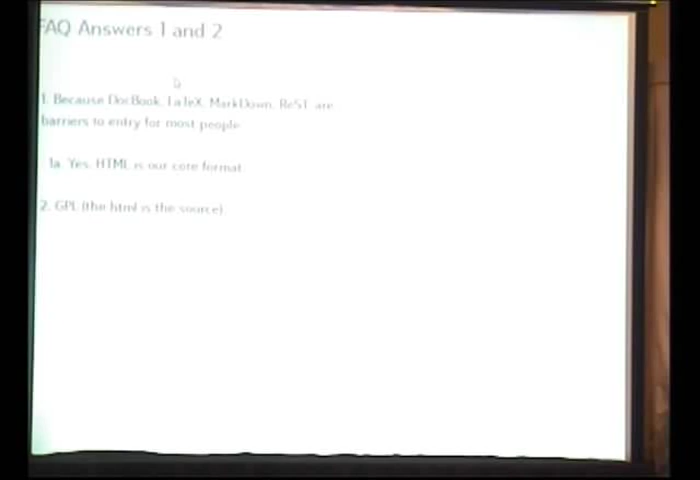 FAQ Answers 1 and 2
1. Because DocBook, LaTeX, MarkDown, ReST are
barriers to entry for most people.
1a. Yes. HTML is our core format.
2. GPL (the html is the source).